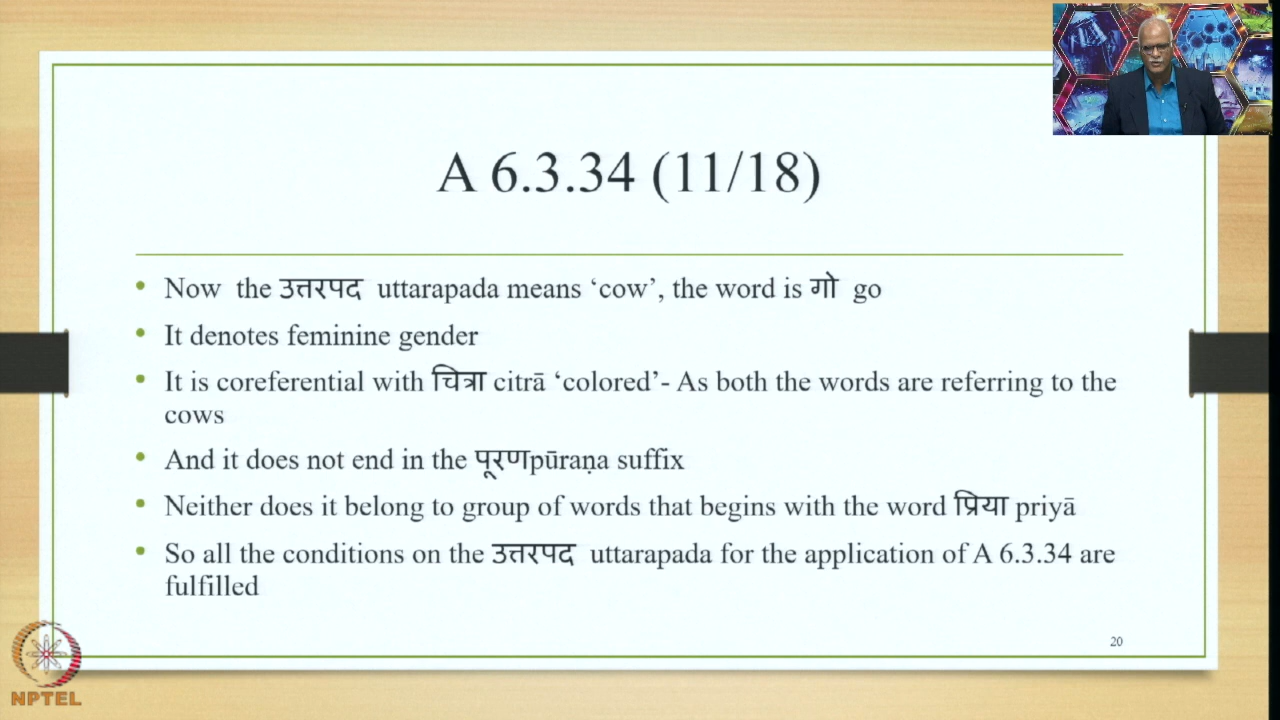 A 6.3.34 (11/18)
• Now the उत्तरपद uttarapada means ‘cow’, the word is गो go
• It denotes feminine gender
• It is coreferential with चित्रा citrā ‘colored’- As both the words are referring to the
cows
• And it does not end in the पूरणpūraṇa suffix
• Neither does it belong to group of words that begins with the word प्रिया priyā
• So all the conditions on the उत्तरपद uttarapada for the application of A 6.3.34 are
fulfilled
20
NPTEL